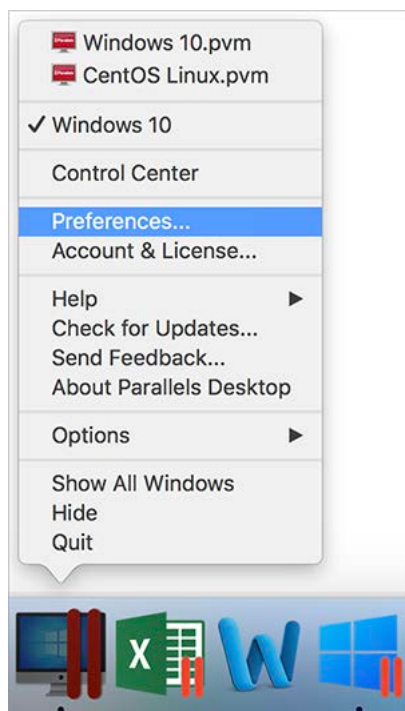 Windows 10.pvm
CentOS Linux.pvm
✓ Windows 10
Control Center
Preferences...
Account & License...
Help
Check for Updates...
Send Feedback...
About Parallels Desktop
Options
Show All Windows
Hide
Quit
X
W